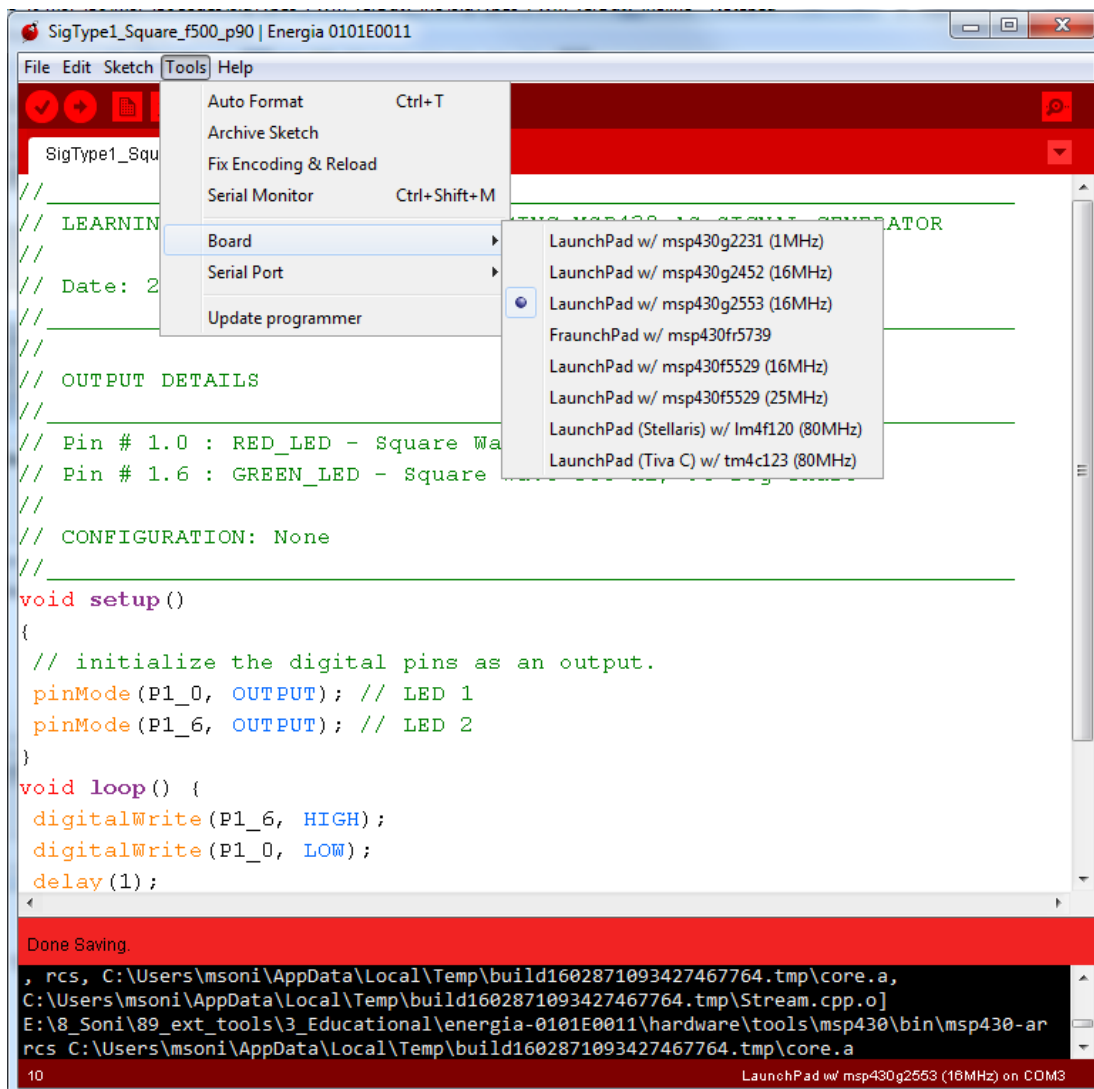 SigType1_Square_f500_p90 | Energia 0101E0011
File Edit Sketch Tools Help
Auto Format Ctrl+T
Archive Sketch
Fix Encoding & Reload
Serial Monitor Ctrl+Shift+M
Board
Serial Port
Update programmer
LaunchPad w/ msp430g2231 (1MHz)
LaunchPad w/ msp430g2452 (16MHz)
LaunchPad w/ msp430g2553 (16MHz)
FraunchPad w/ msp430fr5739
LaunchPad w/ msp430f5529 (16MHz)
LaunchPad w/ msp430f5529 (25MHz)
LaunchPad (Stellaris) w/ lm4f120 (80MHz)
LaunchPad (Tiva C) w/ tm4c123 (80MHz)
SigType1_Squ
//
// LEARNIN
//
// Date: 2
//
//
// OUTPUT DETAILS
//
// Pin # 1.0 : RED_LED - Square Wa
// Pin # 1.6 : GREEN_LED - Square
//
// CONFIGURATION: None
//
void setup()
{
// initialize the digital pins as an output.
pinMode(P1_0, OUTPUT); // LED 1
pinMode(P1_6, OUTPUT); // LED 2
}
void loop() {
digitalWrite(P1_6, HIGH);
digitalWrite(P1_0, LOW);
delay(1);
Done Saving.
, rcs, C:\Users\msoni\AppData\Local\Temp\build1602871093427467764.tmp\core.a,
C:\Users\msoni\AppData\Local\Temp\build1602871093427467764.tmp\Stream.cpp.o]
E:\8_Soni\89_ext_tools\3_Educational\energia-0101E0011\hardware\tools\msp430\bin\msp430-ar
rcs C:\Users\msoni\AppData\Local\Temp\build1602871093427467764.tmp\core.a
10
LaunchPad w/ msp430g2553 (16MHz) on COM3